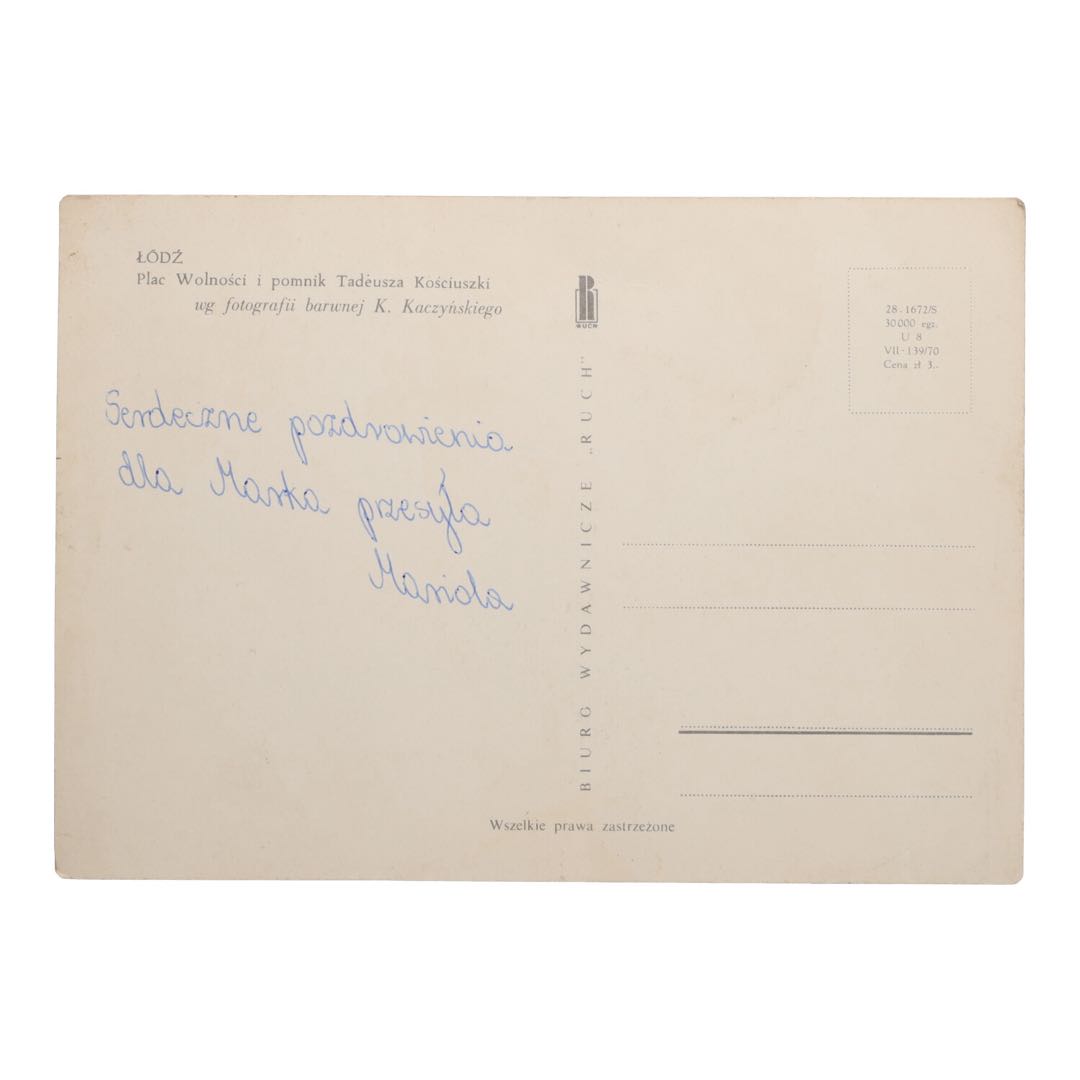 ŁÓDŹ
Plac Wolności i pomnik Tadeusza Kościuszki
wg fotografii barwnej K. Kaczyńskiego
Serdeczne pozdrowienia
dla Marka przesyła
Mariola
RUCH
BIURO WYDAWNICZE „RUCH"
28-1672/S
30000 egz.
U 8
VII-139/70
Cena zł 3.-
Wszelkie prawa zastrzeżone